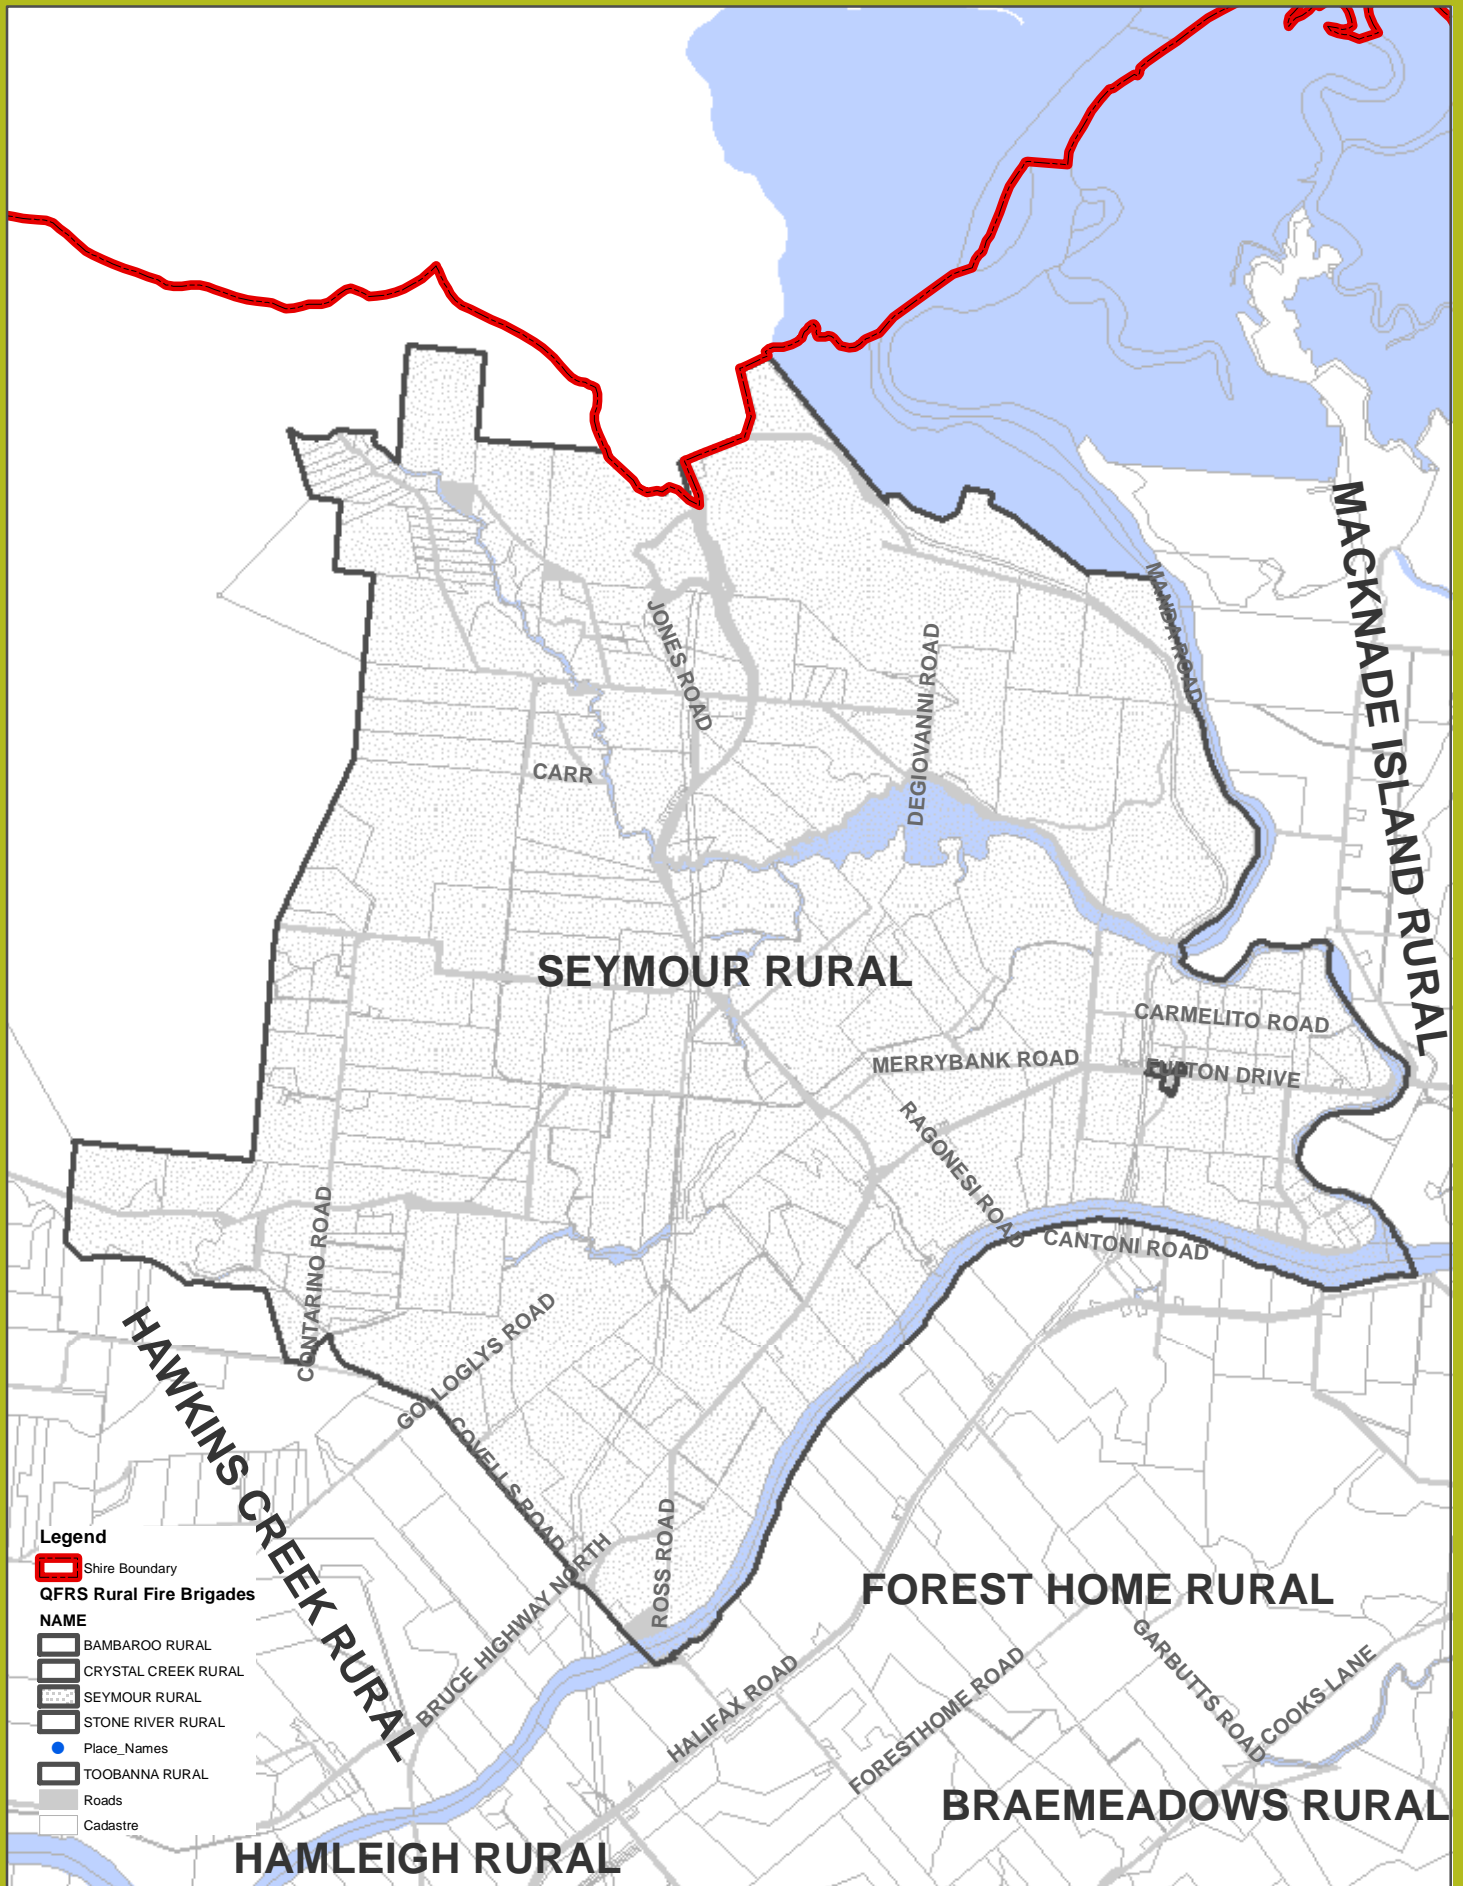 MACKNADE ISLAND RURAL
MANDA ROAD
JONES ROAD
DEGIOVANNI ROAD
CARR
SEYMOUR RURAL
CARMELITO ROAD
MERRYBANK ROAD
DRIVE
RAGONESI ROAD
CONTARINO ROAD
CANTONI ROAD
HAWKINS CREEK RURAL
GOLLOGLYS ROAD
COVELLS ROAD
ROSS ROAD
BRUCE HIGHWAY NORTH
FOREST HOME RURAL
HALIFAX ROAD
FORESTHOME ROAD
GARBUTTS ROAD
COOKS LANE
BRAEMEADOWS RURAL
HAMLEIGH RURAL
Legend
Shire Boundary
QFRS Rural Fire Brigades
NAME
BAMBAROO RURAL
CRYSTAL CREEK RURAL
SEYMOUR RURAL
STONE RIVER RURAL
Place_Names
TOOBANNA RURAL
Roads
Cadastre